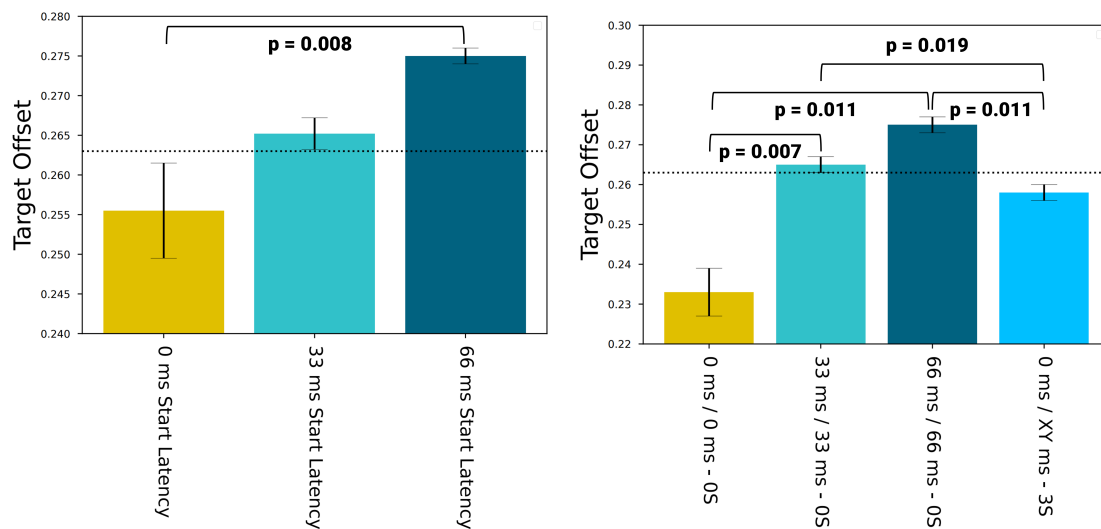 0.280
0.275
0.270
0.265
0.260
0.255
0.250
0.245
0.240
Target Offset
p = 0.008
0 ms Start Latency
33 ms Start Latency
66 ms Start Latency
0.30
0.29
0.28
0.27
0.26
0.25
0.24
0.23
0.22
Target Offset
p = 0.019
p = 0.011
p = 0.011
p = 0.007
0 ms / 0 ms - 0S
33 ms / 33 ms - 0S
66 ms / 66 ms - 0S
0 ms / XY ms - 3S